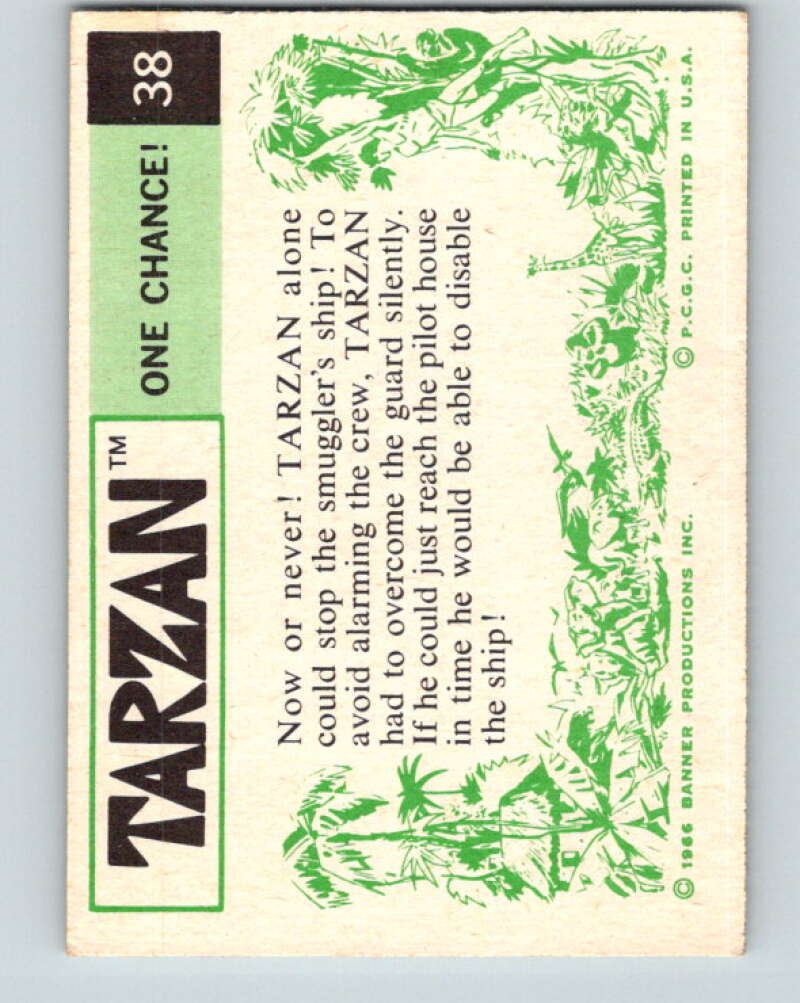 TARZAN™ ONE CHANCE! 38
Now or never! TARZAN alone
could stop the smuggler's ship! To
avoid alarming the crew, TARZAN
had to overcome the guard silently.
If he could just reach the pilot house
in time he would be able to disable
the ship!
© 1966 BANNER PRODUCTIONS INC. © P.C.G.C. PRINTED IN U.S.A.